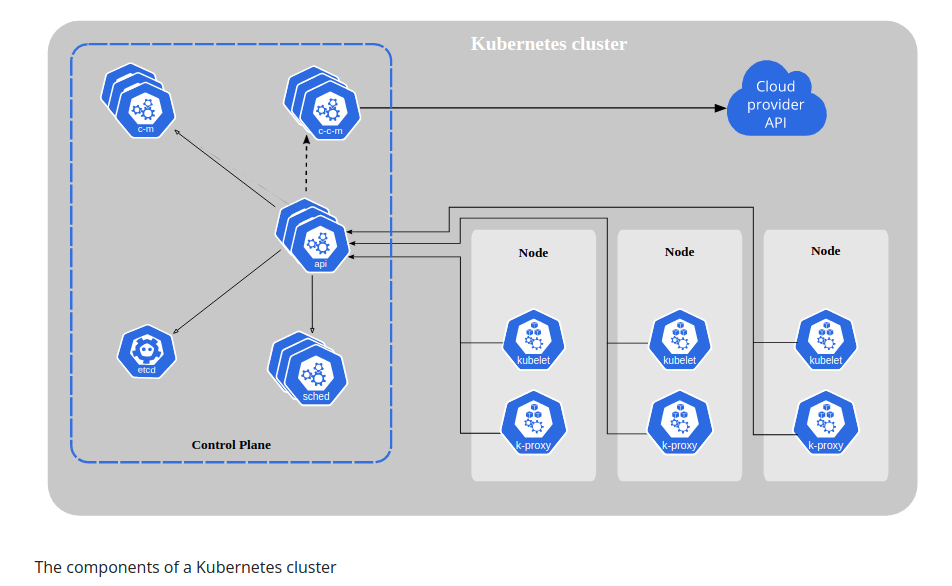 Kubernetes cluster
c-m
c-c-m
Cloud
provider
API
api
Node
Node
Node
etcd
sched
kubelet
kubelet
kubelet
k-proxy
k-proxy
k-proxy
Control Plane
The components of a Kubernetes cluster